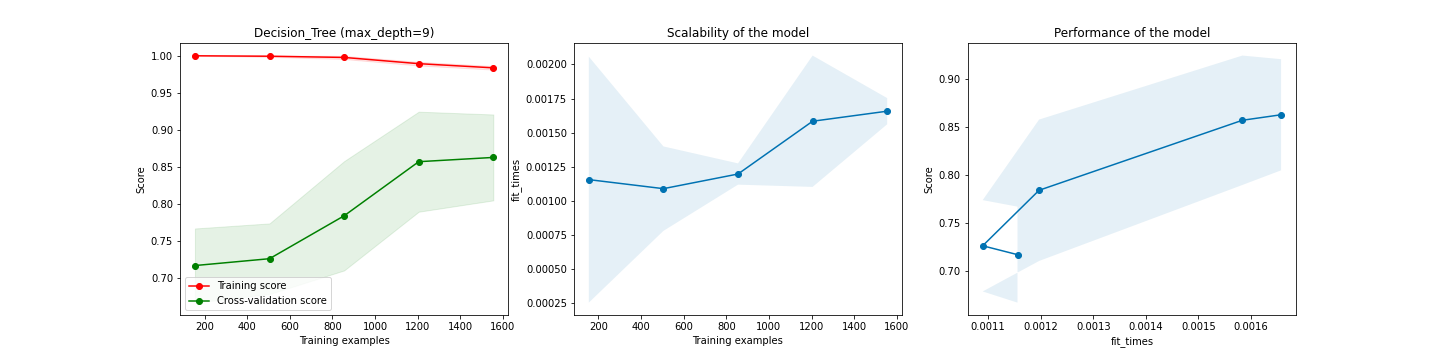 Decision_Tree (max_depth=9)
Score
1.00
0.95
0.90
0.85
0.80
0.75
0.70
Training score
Cross-validation score
200 400 600 800 1000 1200 1400 1600
Training examples
Scalability of the model
fit_times
0.00200
0.00175
0.00150
0.00125
0.00100
0.00075
0.00050
0.00025
200 400 600 800 1000 1200 1400 1600
Training examples
Performance of the model
Score
0.90
0.85
0.80
0.75
0.70
0.0011 0.0012 0.0013 0.0014 0.0015 0.0016
fit_times